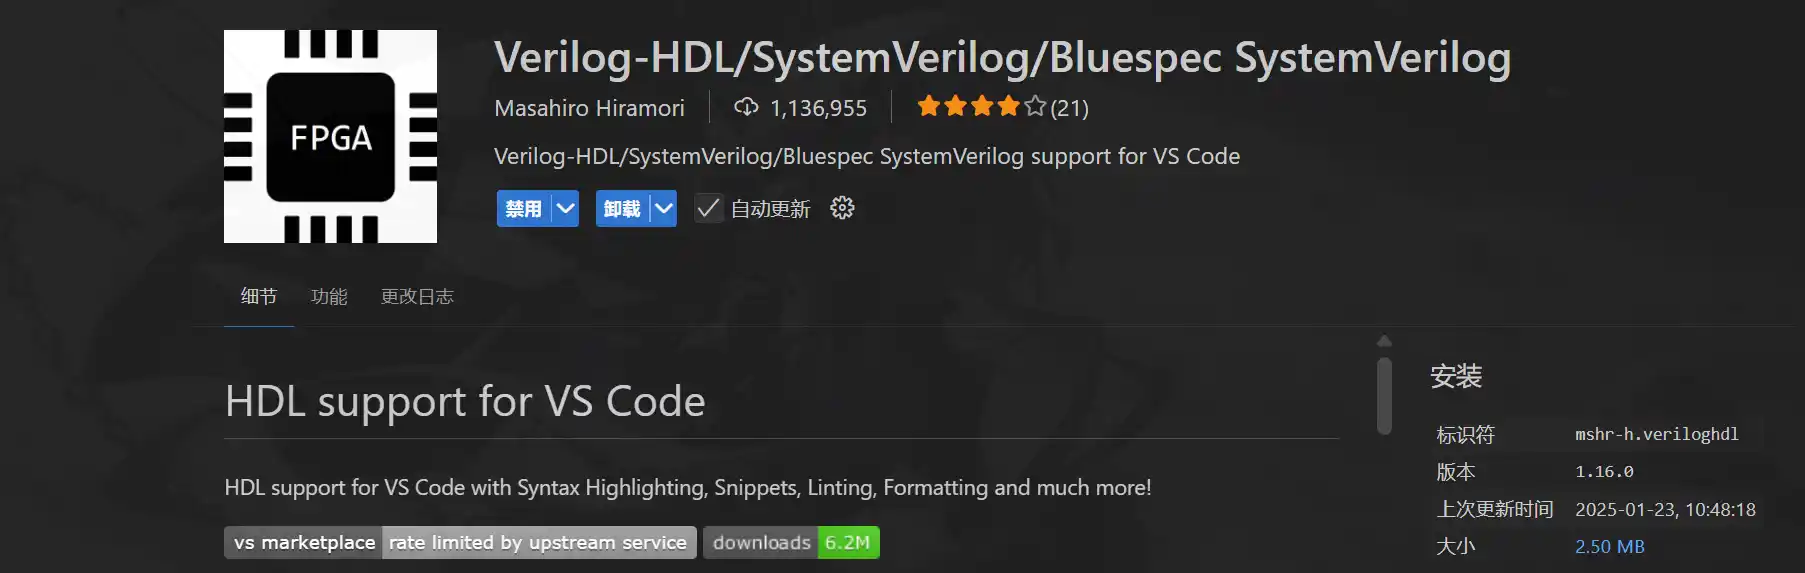 FPGA
Verilog-HDL/SystemVerilog/Bluespec SystemVerilog
Masahiro Hiramori 1,136,955 (21)
Verilog-HDL/SystemVerilog/Bluespec SystemVerilog support for VS Code
禁用 卸载 自动更新
细节 功能 更改日志
HDL support for VS Code
HDL support for VS Code with Syntax Highlighting, Snippets, Linting, Formatting and much more!
vs marketplace rate limited by upstream service downloads 6.2M
安装
标识符 mshr-h.veriloghdl
版本 1.16.0
上次更新时间 2025-01-23, 10:48:18
大小 2.50 MB